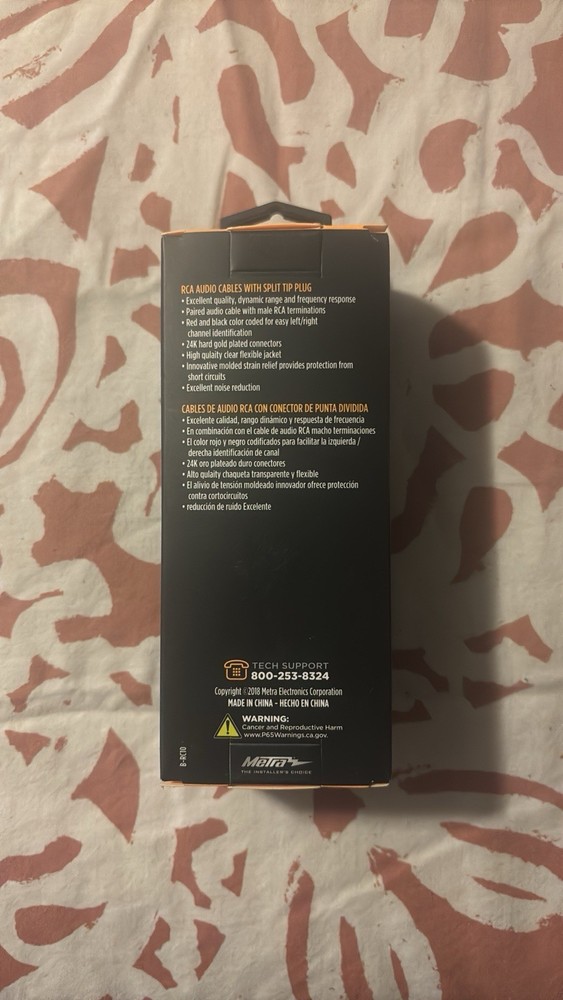 RCA AUDIO CABLES WITH SPLIT TIP PLUG
• Excellent quality, dynamic range and frequency response
• Paired audio cable with male RCA terminations
• Red and black color coded for easy left/right
channel identification
• 24K hard gold plated connectors
• High qulaity clear flexible jacket
• Innovative molded strain relief provides protection from
short circuits
• Excellent noise reduction
CABLES DE AUDIO RCA CON CONECTOR DE PUNTA DIVIDIDA
• Excelente calidad, rango dinámico y respuesta de frecuencia
• En combinación con el cable de audio RCA macho terminaciones
• El color rojo y negro codificados para facilitar la izquierda /
derecha identificación de canal
• 24K oro plateado duro conectores
• Alto qulaity chaqueta transparente y flexible
• El alivio de tensión moldeado innovador ofrece protección
contra cortocircuitos
• reducción de ruido Excelente
TECH SUPPORT
800-253-8324
Copyright ©2018 Metra Electronics Corporation
MADE IN CHINA - HECHO EN CHINA
WARNING:
Cancer and Reproductive Harm
www.P65Warnings.ca.gov.
B-RC10
Metra
THE INSTALLER'S CHOICE